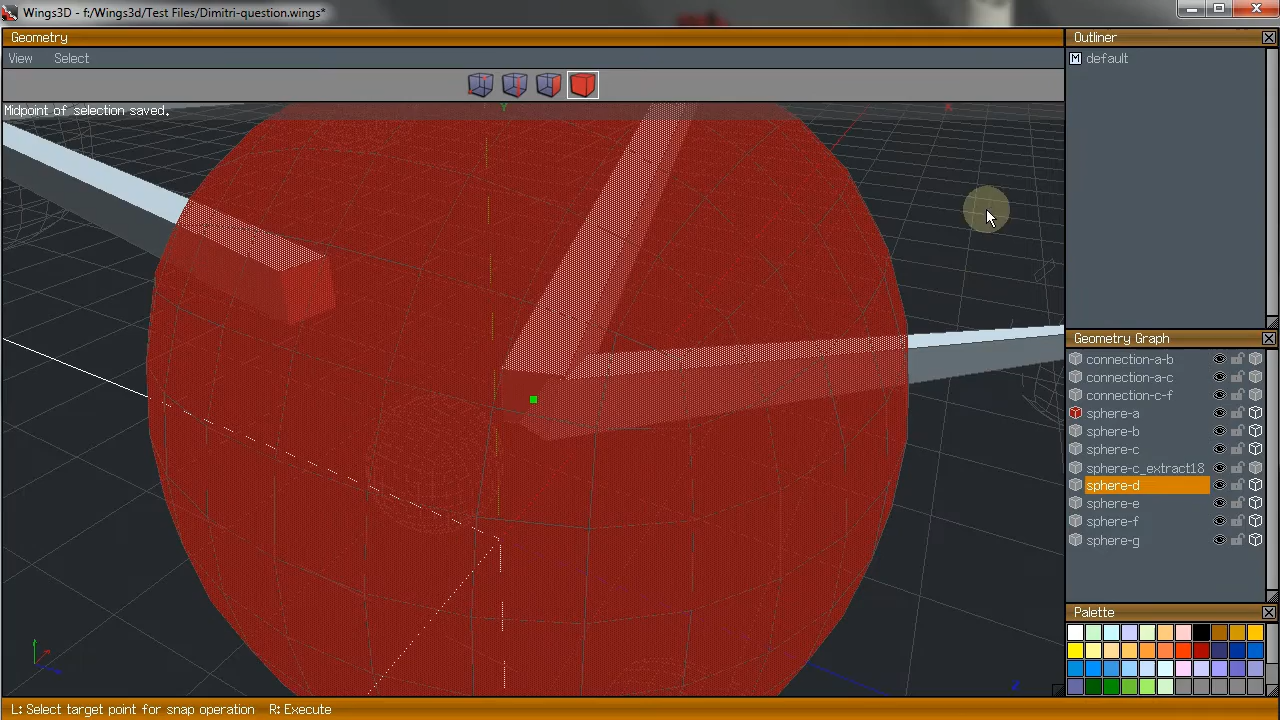 Wings3D - f:/Wings3d/Test Files/Dimitri-question.wings*
Geometry
View Select
Midpoint of selection saved.
Y
X
Z
Outliner
M default
Geometry Graph
connection-a-b
connection-a-c
connection-c-f
sphere-a
sphere-b
sphere-c
sphere-c_extract18
sphere-d
sphere-e
sphere-f
sphere-g
Palette
L: Select target point for snap operation R: Execute